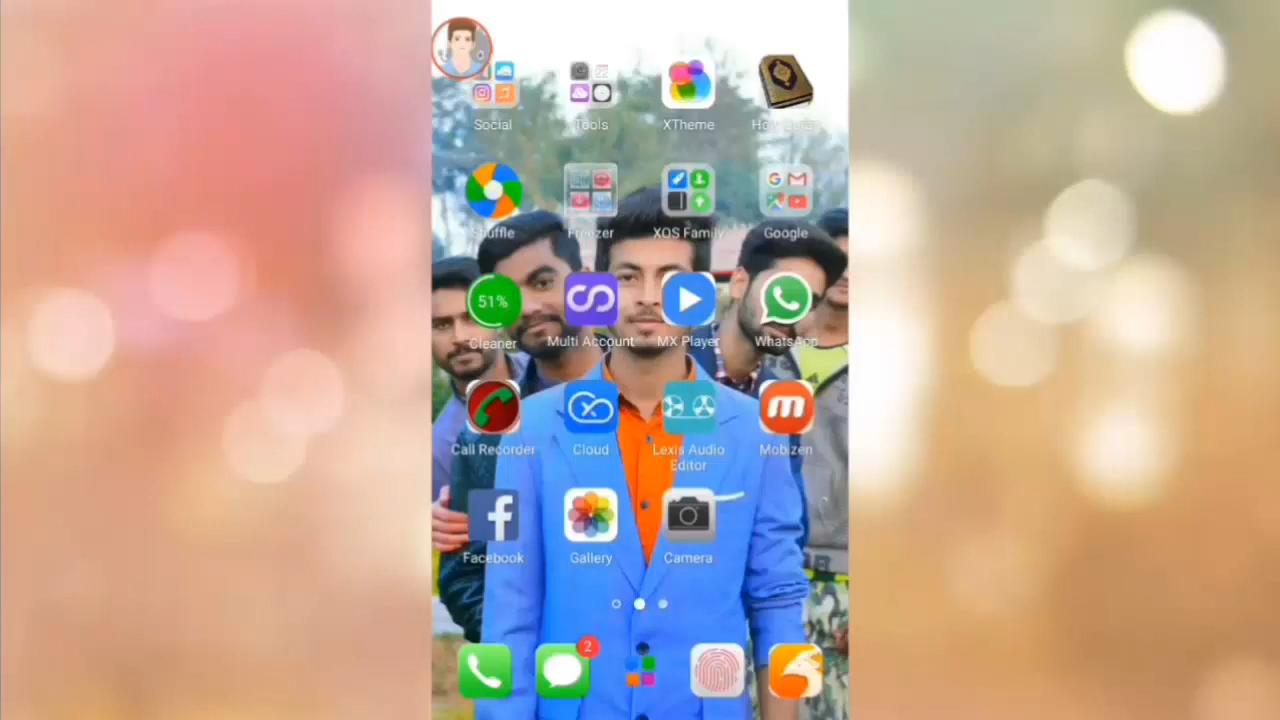 Social
Tools
XTheme
Shuffle
Freezer
XOS Family
Google
51%
Cleaner
Multi Account
MX Player
WhatsApp
Call Recorder
Cloud
Lexis Audio
Editor
Mobizen
Facebook
Gallery
Camera
2